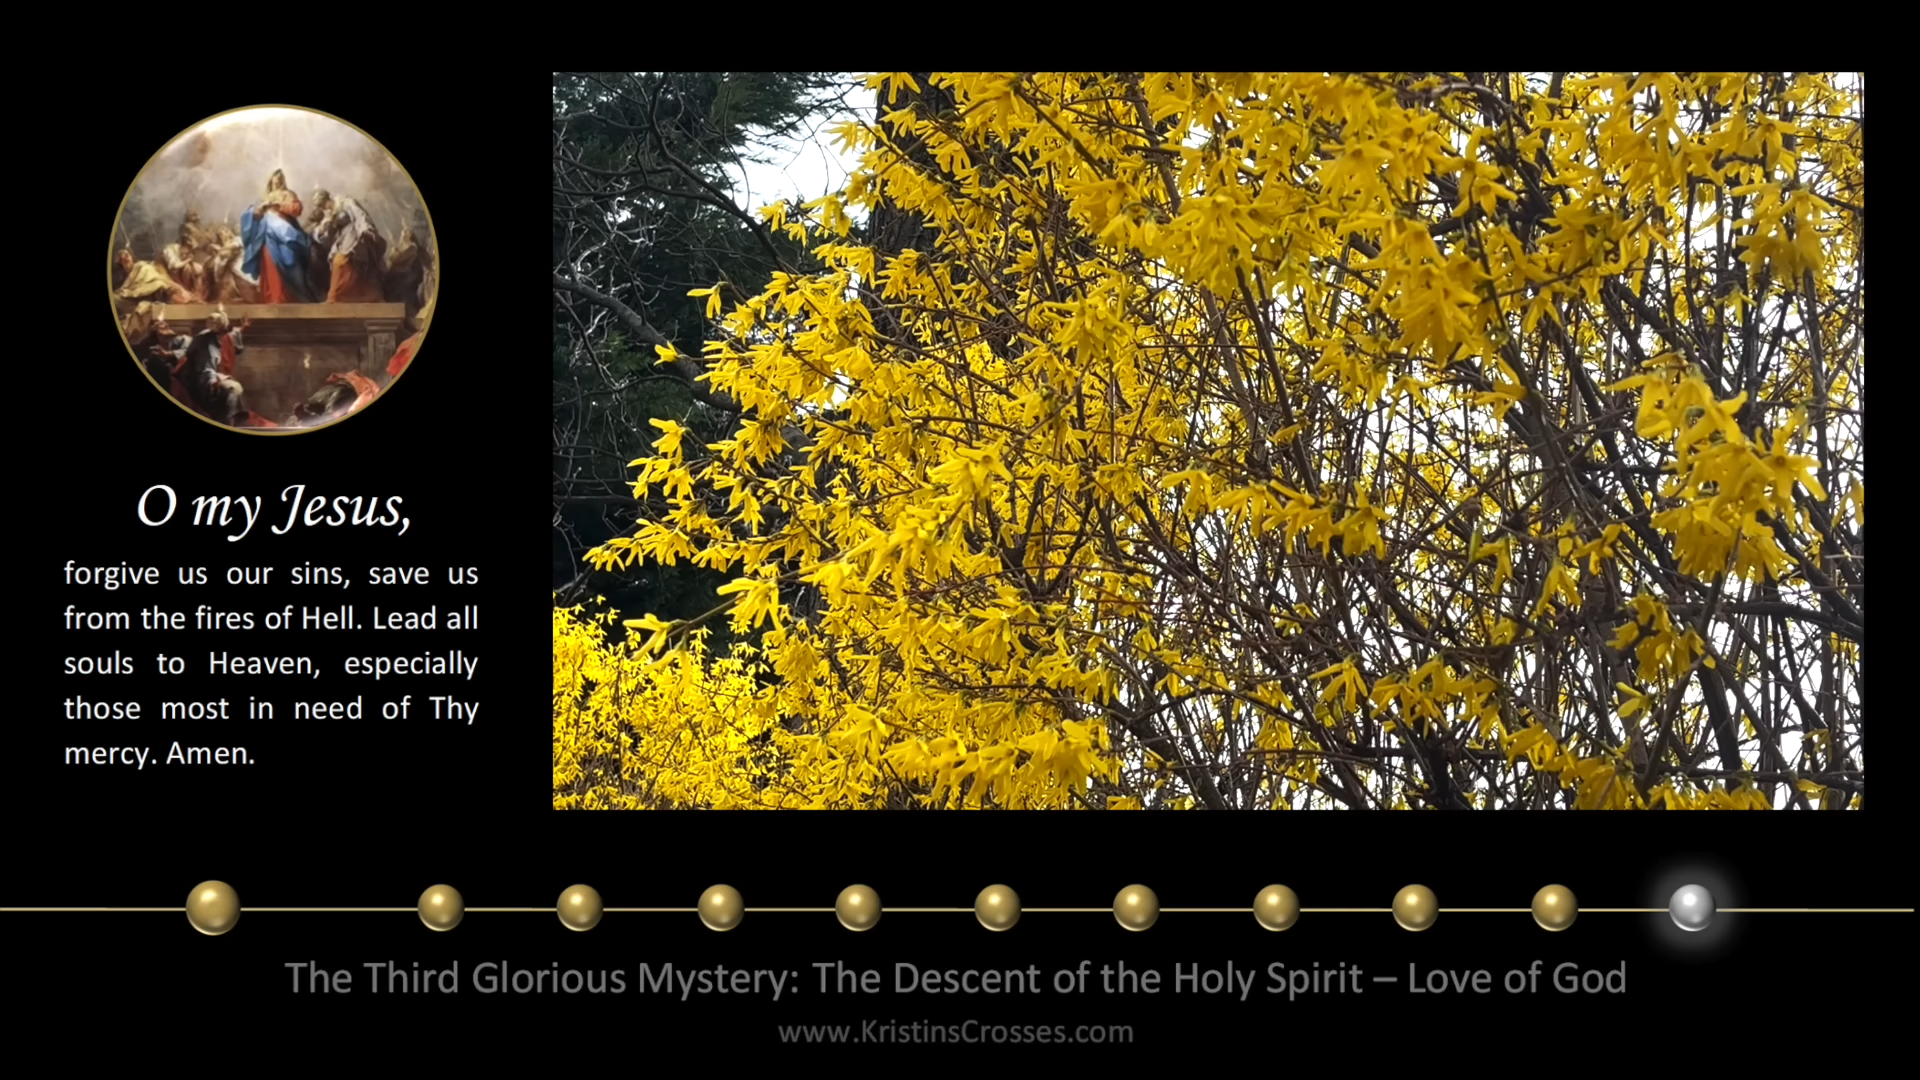 O my Jesus,
forgive us our sins, save us
from the fires of Hell. Lead all
souls to Heaven, especially
those most in need of Thy
mercy. Amen.
The Third Glorious Mystery: The Descent of the Holy Spirit – Love of God
www.KristinsCrosses.com